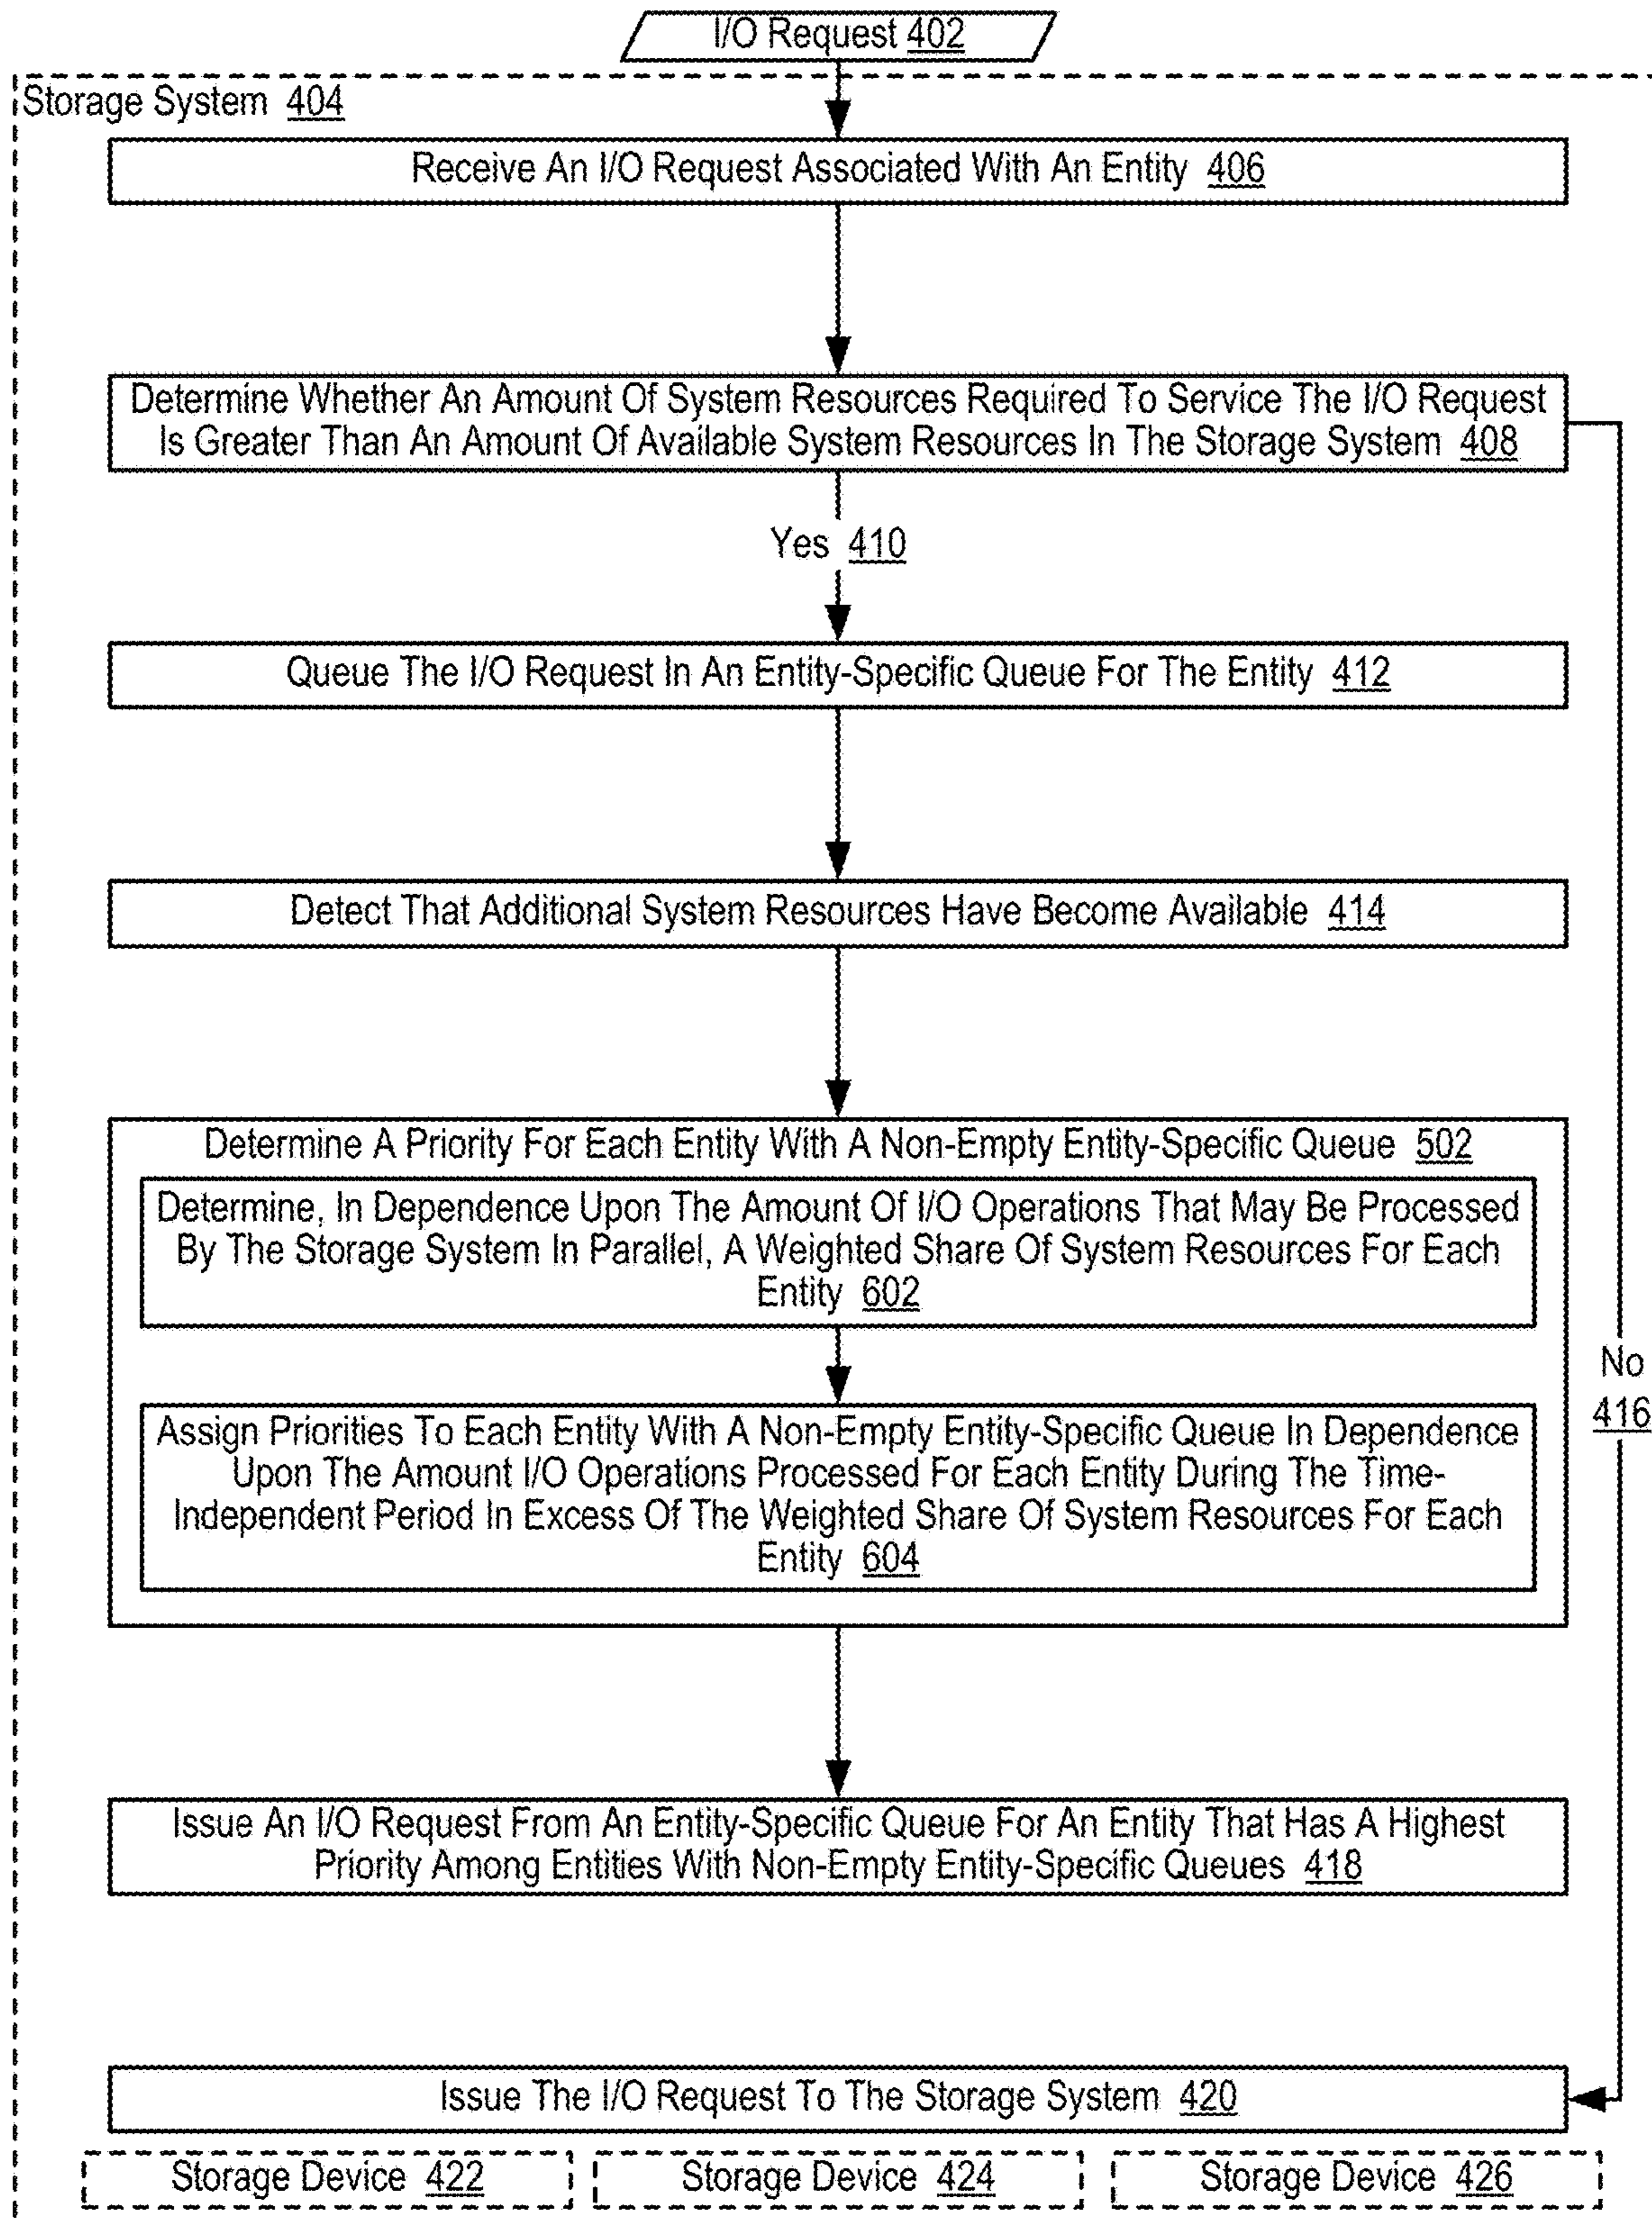 I/O Request 402
Storage System 404
Receive An I/O Request Associated With An Entity 406
Determine Whether An Amount Of System Resources Required To Service The I/O Request
Is Greater Than An Amount Of Available System Resources In The Storage System 408
Yes 410
Queue The I/O Request In An Entity-Specific Queue For The Entity 412
Detect That Additional System Resources Have Become Available 414
Determine A Priority For Each Entity With A Non-Empty Entity-Specific Queue 502
Determine, In Dependence Upon The Amount Of I/O Operations That May Be Processed
By The Storage System In Parallel, A Weighted Share Of System Resources For Each
Entity 602
No
416
Assign Priorities To Each Entity With A Non-Empty Entity-Specific Queue In Dependence
Upon The Amount I/O Operations Processed For Each Entity During The Time-
Independent Period In Excess Of The Weighted Share Of System Resources For Each
Entity 604
Issue An I/O Request From An Entity-Specific Queue For An Entity That Has A Highest
Priority Among Entities With Non-Empty Entity-Specific Queues 418
Issue The I/O Request To The Storage System 420
Storage Device 422
Storage Device 424
Storage Device 426